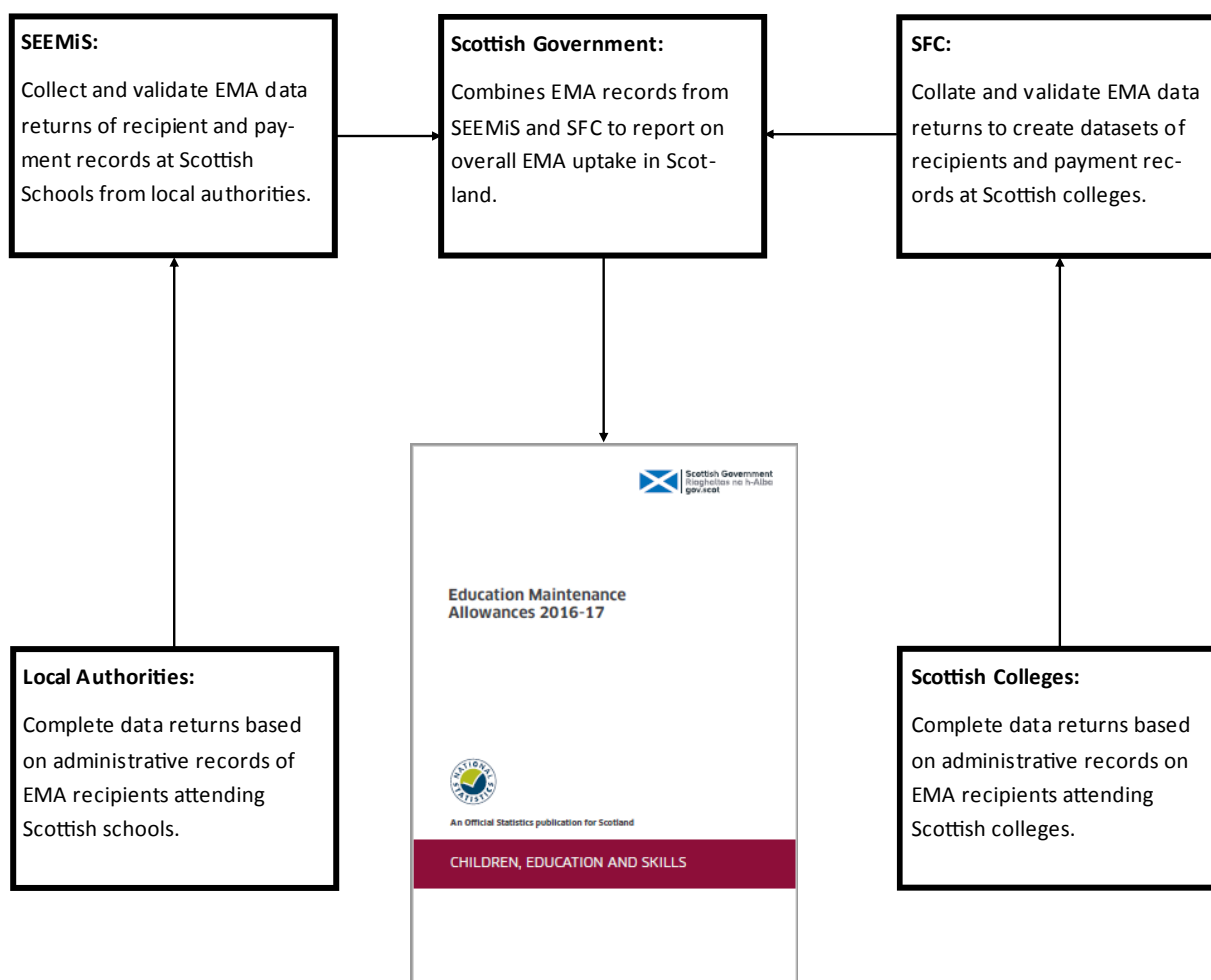 SEEMiS:
Collect and validate EMA data
returns of recipient and pay-
ment records at Scottish
Schools from local authorities.
Scottish Government:
Combines EMA records from
SEEMiS and SFC to report on
overall EMA uptake in Scot-
land.
SFC:
Collate and validate EMA data
returns to create datasets of
recipients and payment rec-
ords at Scottish colleges.
Scottish Government
Riaghaltas na h-Alba
gov.scot
Education Maintenance
Allowances 2016-17
NATIONAL STATISTICS
An Official Statistics publication for Scotland
CHILDREN, EDUCATION AND SKILLS
Local Authorities:
Complete data returns based
on administrative records of
EMA recipients attending
Scottish schools.
Scottish Colleges:
Complete data returns based
on administrative records on
EMA recipients attending
Scottish colleges.